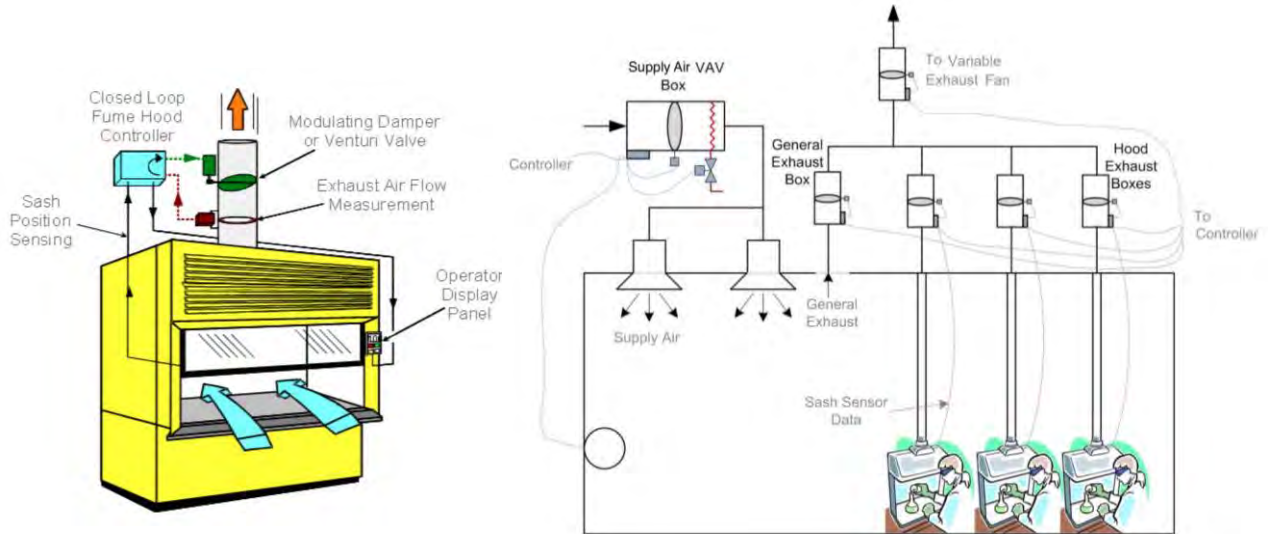 Closed Loop
Fume Hood
Controller
Modulating Damper
or Venturi Valve
Exhaust Air Flow
Measurement
Sash
Position
Sensing
Operator
Display
Panel
Supply Air VAV
Box
To Variable
Exhaust Fan
Controller
General
Exhaust
Box
Hood
Exhaust
Boxes
To
Controller
General
Exhaust
Supply Air
Sash Sensor
Data